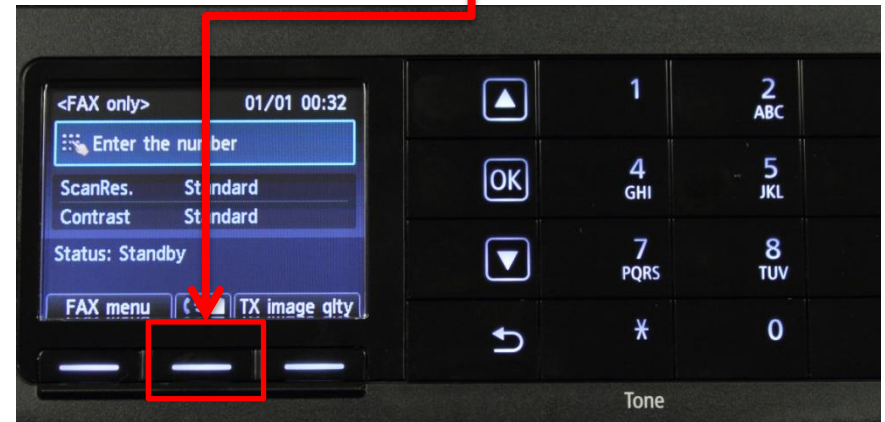 <FAX only> 01/01 00:32
Enter the number
ScanRes. Standard
Contrast Standard
Status: Standby
FAX menu TX image qlty
OK
1
2
ABC
4
GHI
5
JKL
7
PQRS
8
TUV
*
0
Tone